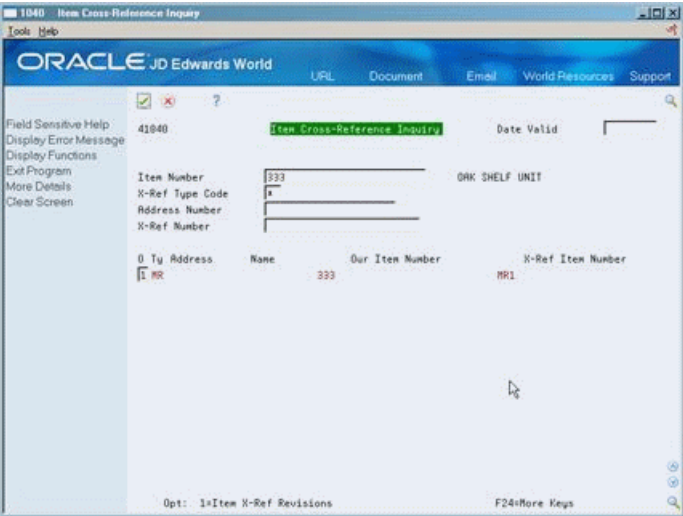 1040 Item Cross-Reference Inquiry
Tools Help
ORACLE JD Edwards World
URL Document Email World Resources Support
Field Sensitive Help
Display Error Message
Display Functions
Exit Program
More Details
Clear Screen
?
41040 Item Cross-Reference Inquiry Date Valid
Item Number 333 OAK SHELF UNIT
X-Ref Type Code *
Address Number
X-Ref Number
O Ty Address Name Our Item Number X-Ref Item Number
1 MR 333 MR1
Opt: 1=Item X-Ref Revisions F24=More Keys